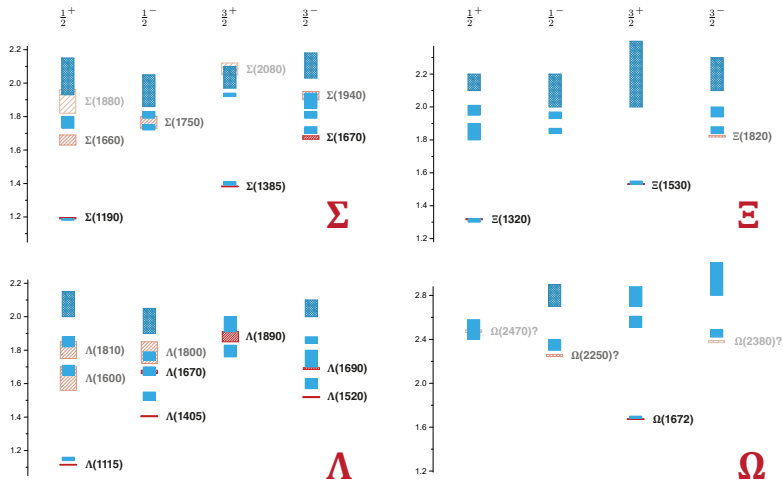 1/2+ 1/2− 3/2+ 3/2−
2.2
2.0
1.8
1.6
1.4
1.2
Σ(1880)
Σ(1660)
Σ(1190)
Σ(1750)
Σ(2080)
Σ(1385)
Σ(1940)
Σ(1670)
Σ
1/2+ 1/2− 3/2+ 3/2−
2.2
2.0
1.8
1.6
1.4
1.2
Ξ(1320)
Ξ(1530)
Ξ(1820)
Ξ
2.2
2.0
1.8
1.6
1.4
1.2
Λ(1810)
Λ(1600)
Λ(1115)
Λ(1800)
Λ(1670)
Λ(1405)
Λ(1890)
Λ(1690)
Λ(1520)
Λ
2.8
2.4
2.0
1.6
1.2
Ω(2470)?
Ω(2250)?
Ω(1672)
Ω(2380)?
Ω